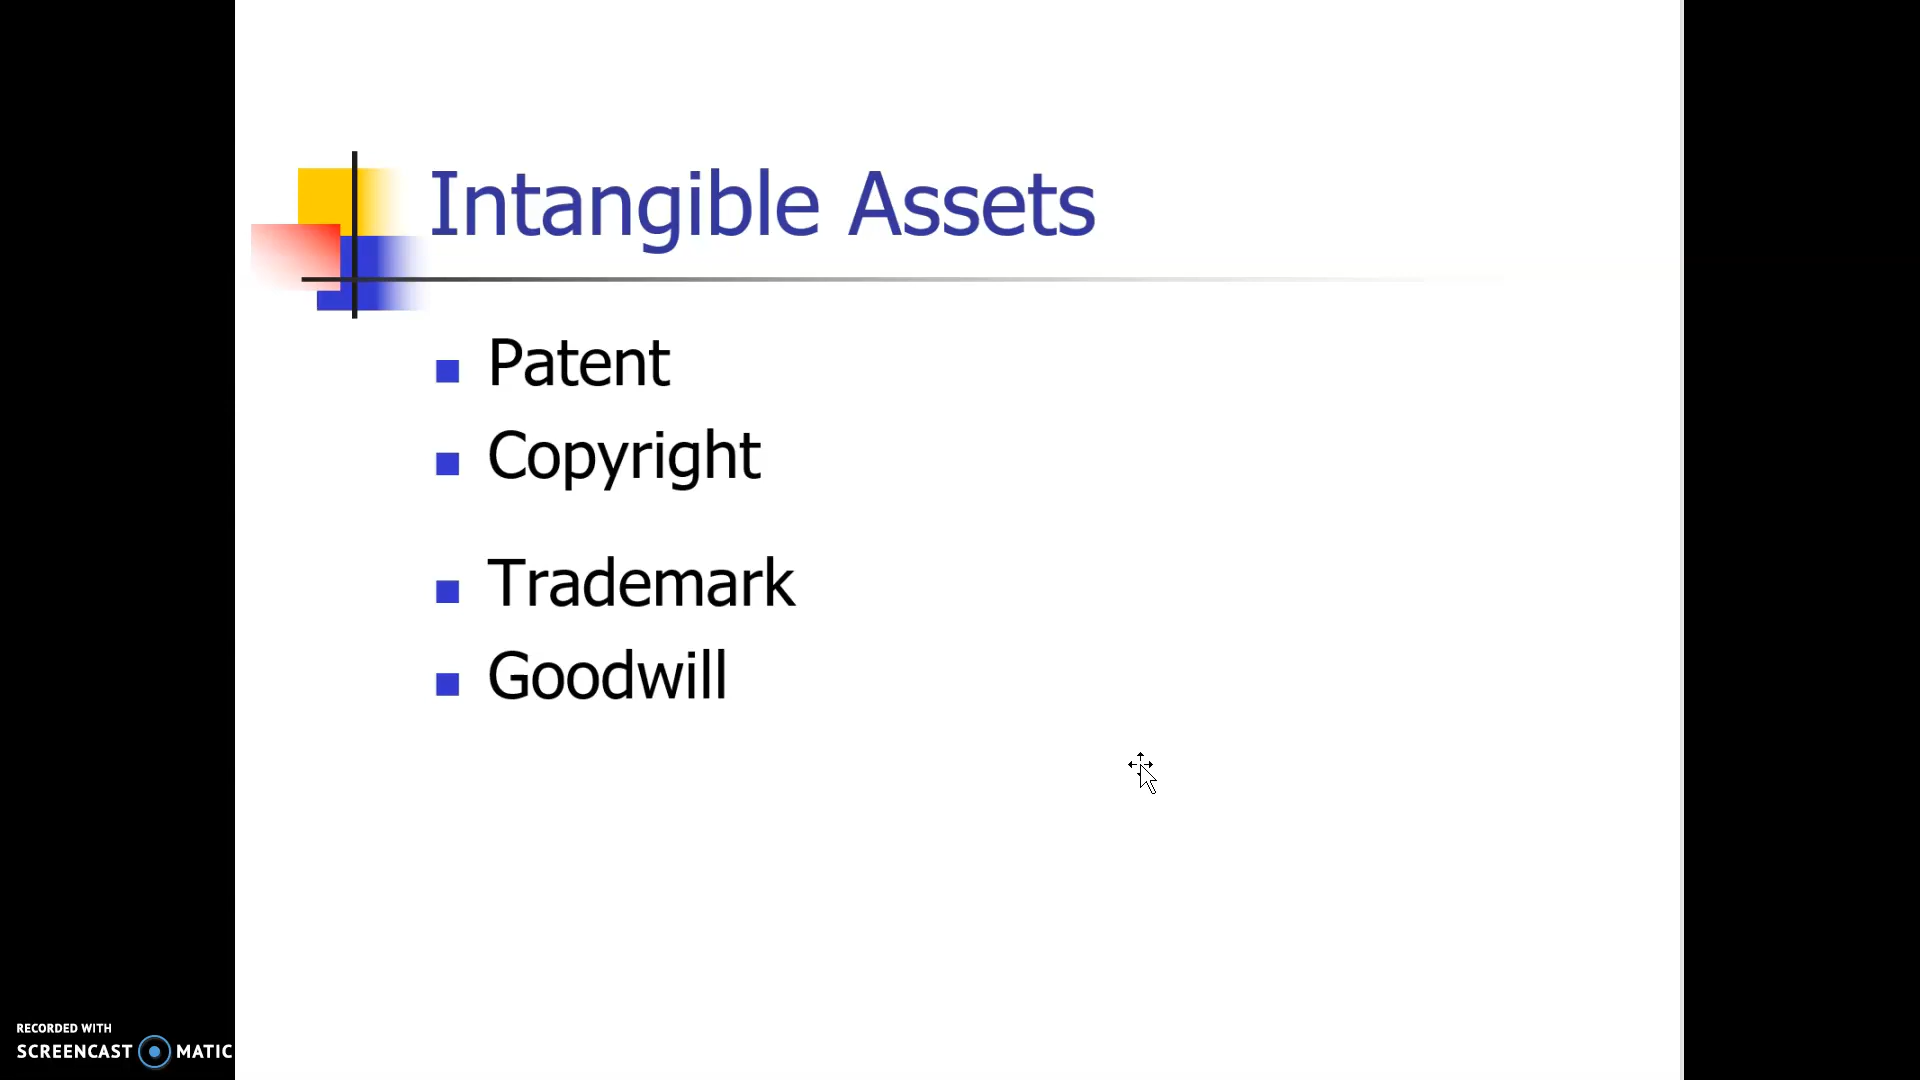 Intangible Assets
Patent
Copyright
Trademark
Goodwill
RECORDED WITH
SCREENCAST MATIC